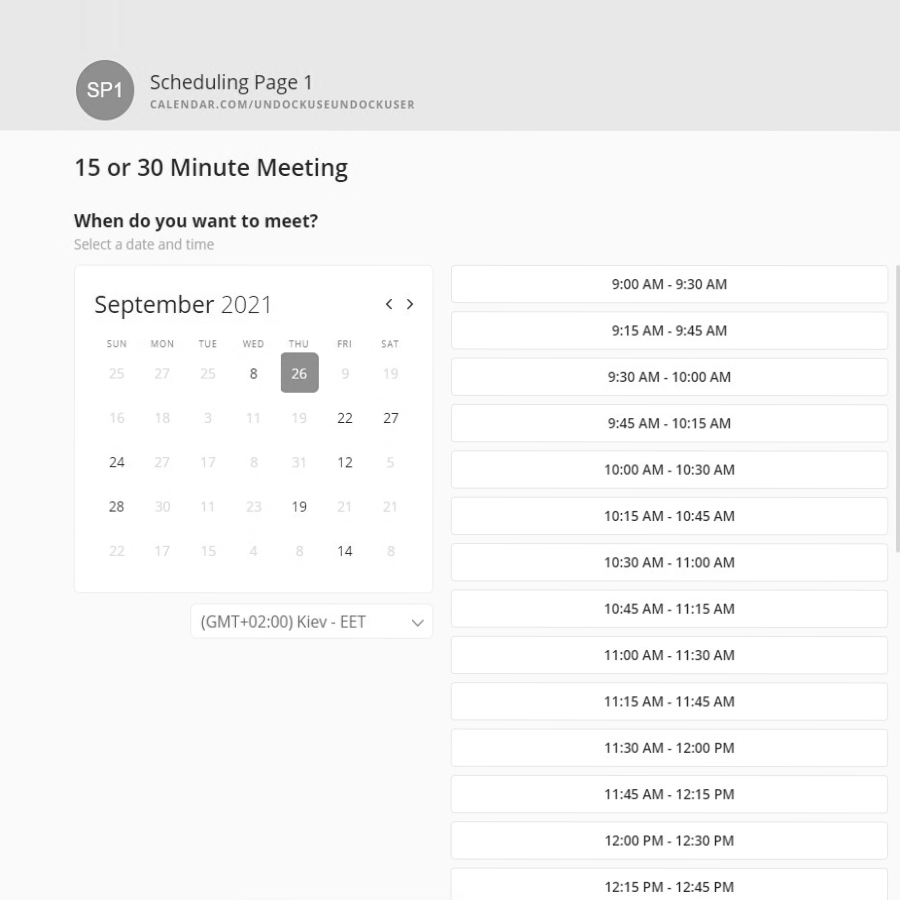 SP1
Scheduling Page 1
CALENDAR.COM/UNDOCKUSEUNDOCKUSER
15 or 30 Minute Meeting
When do you want to meet?
Select a date and time
September 2021
SUN MON TUE WED THU FRI SAT
25 27 25 8 26 9 19
16 18 3 11 19 22 27
24 27 17 8 31 12 5
28 30 11 23 19 21 21
22 17 15 4 8 14 8
(GMT+02:00) Kiev - EET
9:00 AM - 9:30 AM
9:15 AM - 9:45 AM
9:30 AM - 10:00 AM
9:45 AM - 10:15 AM
10:00 AM - 10:30 AM
10:15 AM - 10:45 AM
10:30 AM - 11:00 AM
10:45 AM - 11:15 AM
11:00 AM - 11:30 AM
11:15 AM - 11:45 AM
11:30 AM - 12:00 PM
11:45 AM - 12:15 PM
12:00 PM - 12:30 PM
12:15 PM - 12:45 PM